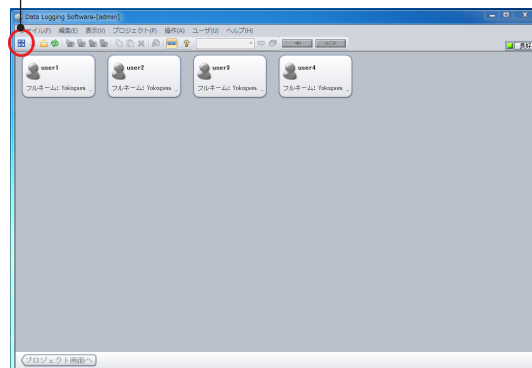 Data Logging Software-[admin]
ァイル(F) 編集(E) 表示(V) プロジェクト(P) 操作(A) ユーザ(U) ヘルプ(H)
ACK
user1 user2 user3 user4
フルネーム: Yokogawa ... フルネーム: Yokogawa ... フルネーム: Yokogawa ... フルネーム: Yokogawa ...
プロジェクト画面へ